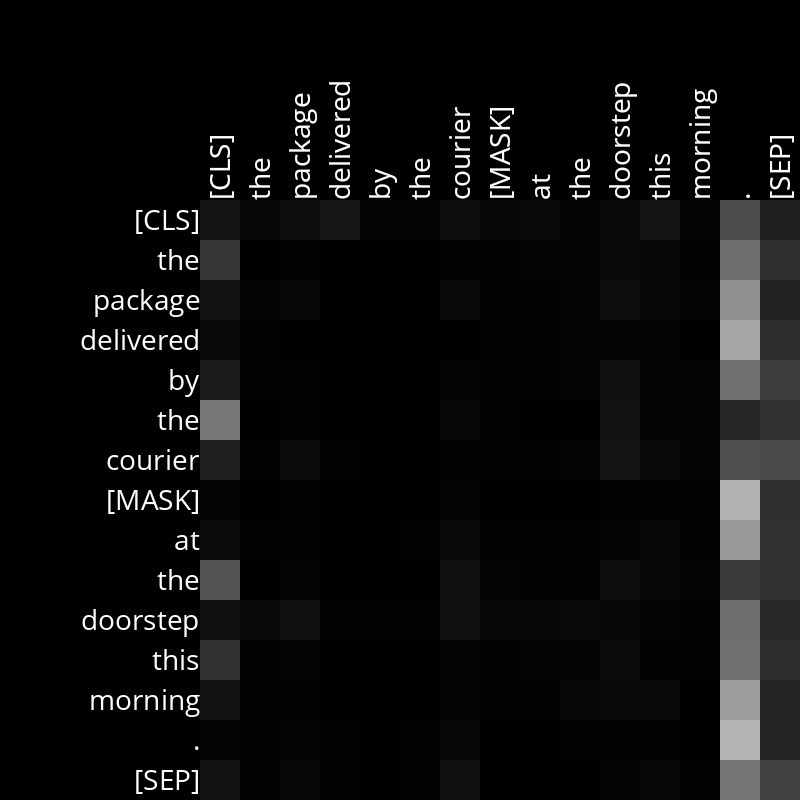 [CLS] the package delivered by the courier [MASK] at the doorstep this morning . [SEP]
[CLS]
the
package
delivered
by
the
courier
[MASK]
at
the
doorstep
this
morning
.
[SEP]